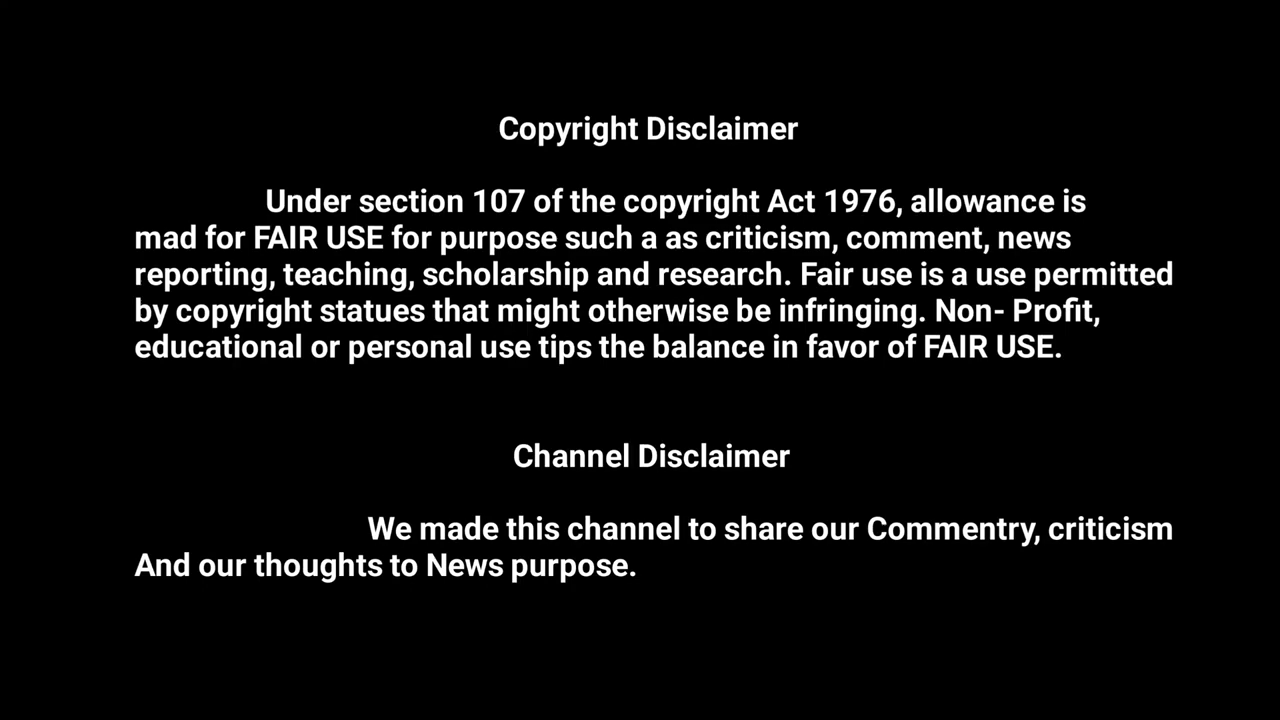 Copyright Disclaimer
Under section 107 of the copyright Act 1976, allowance is
mad for FAIR USE for purpose such a as criticism, comment, news
reporting, teaching, scholarship and research. Fair use is a use permitted
by copyright statues that might otherwise be infringing. Non- Profit,
educational or personal use tips the balance in favor of FAIR USE.
Channel Disclaimer
We made this channel to share our Commentry, criticism
And our thoughts to News purpose.